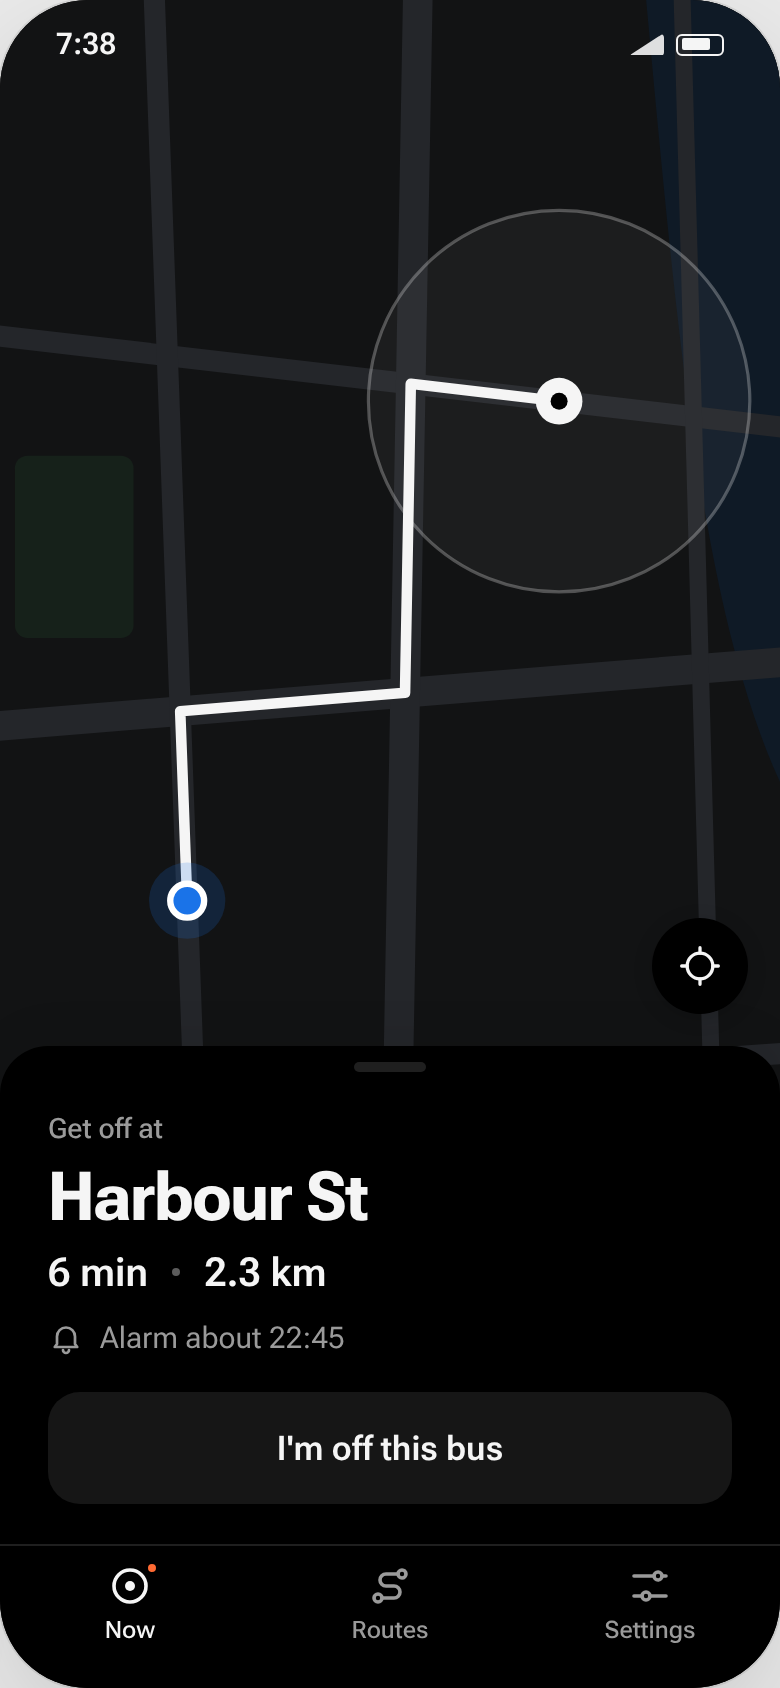 7:38
Get off at
Harbour St
6 min · 2.3 km
Alarm about 22:45
I'm off this bus
Now
Routes
Settings